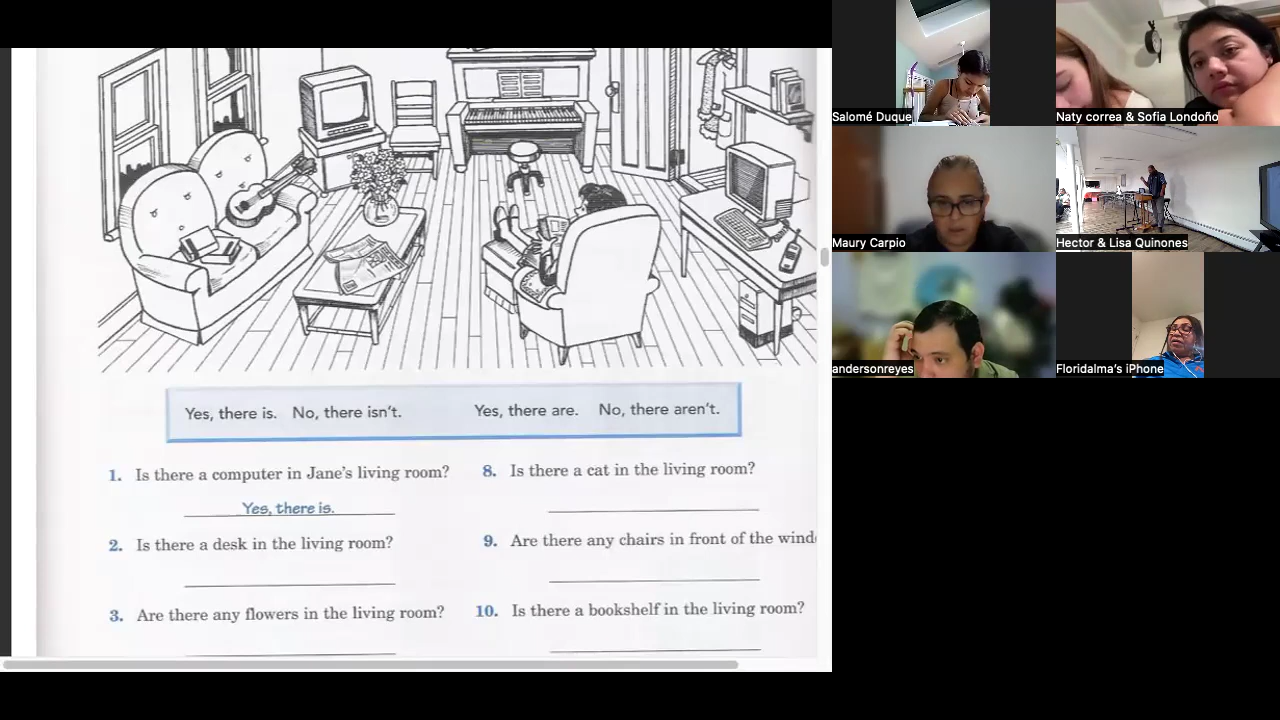 Yes, there is. No, there isn't. Yes, there are. No, there aren't.
1. Is there a computer in Jane's living room?
Yes, there is.
2. Is there a desk in the living room?
3. Are there any flowers in the living room?
8. Is there a cat in the living room?
9. Are there any chairs in front of the wind
10. Is there a bookshelf in the living room?
Salomé Duque
Naty correa & Sofia Londoño
Maury Carpio
Hector & Lisa Quinones
andersonreyes
Floridalma's iPhone